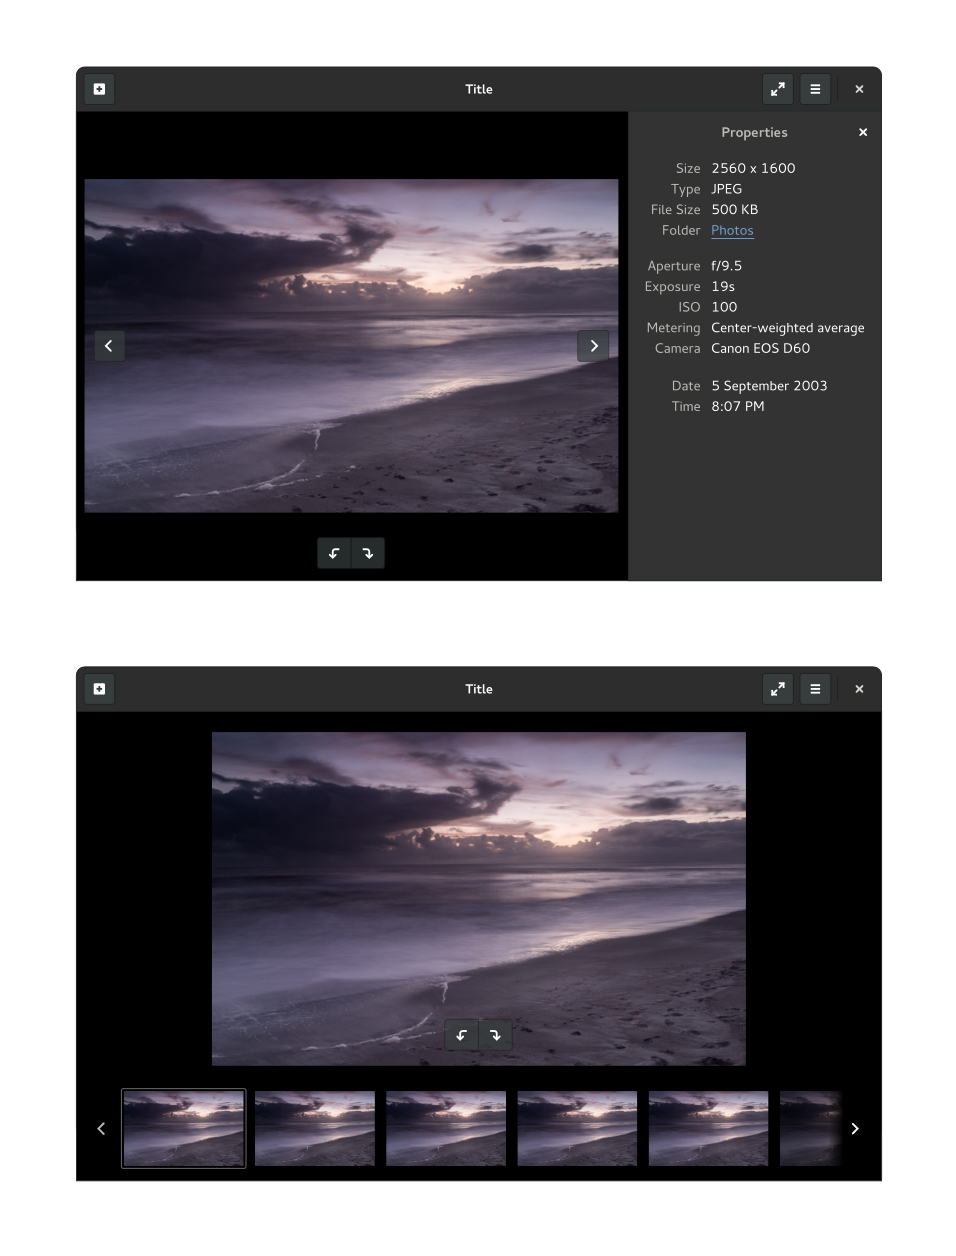 Title
Properties
Size 2560 x 1600
Type JPEG
File Size 500 KB
Folder Photos
Aperture f/9.5
Exposure 19s
ISO 100
Metering Center-weighted average
Camera Canon EOS D60
Date 5 September 2003
Time 8:07 PM
Title